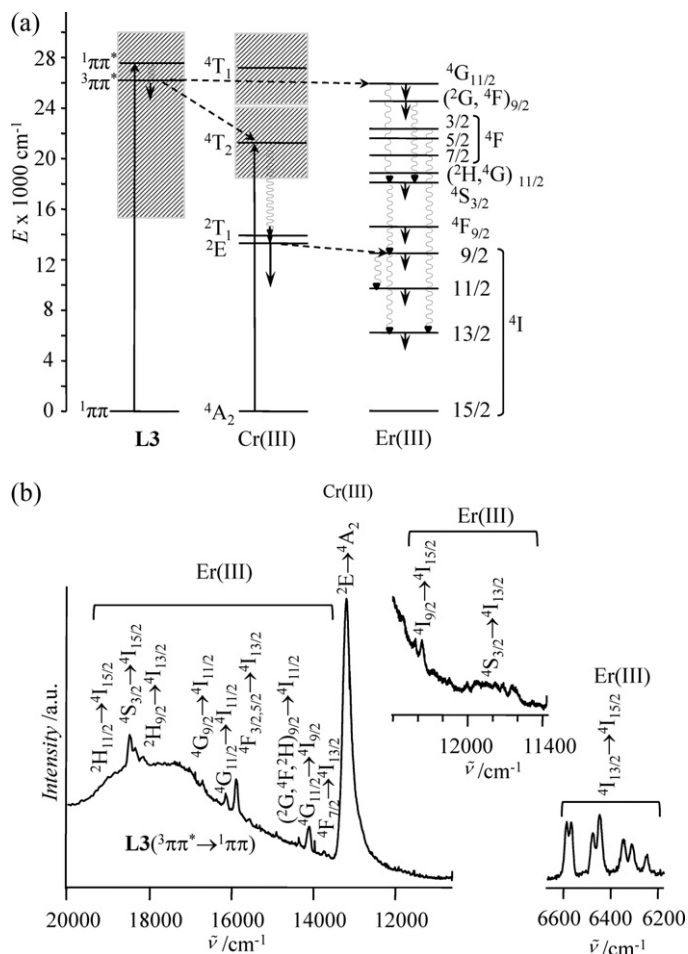 (a)
E x 1000 cm⁻¹
28
24
20
16
12
8
4
0
¹ππ*
³ππ*
¹ππ
L3
⁴T₁
⁴T₂
²T₁
²E
⁴A₂
Cr(III)
⁴G₁₁/₂
(²G, ⁴F)₉/₂
3/2
5/2
7/2
⁴F
(²H,⁴G) ₁₁/₂
⁴S₃/₂
⁴F₉/₂
9/2
11/2
13/2
15/2
⁴I
Er(III)
(b)
Intensity /a.u.
Er(III)
²H₁₁/₂→⁴I₁₅/₂
⁴S₃/₂→⁴I₁₅/₂
²H₉/₂→⁴I₁₃/₂
⁴G₉/₂→⁴I₁₁/₂
⁴G₁₁/₂→⁴I₁₁/₂
⁴F₃/₂,₅/₂→⁴I₁₃/₂
(²G,⁴F,²H)₉/₂→⁴I₁₁/₂
⁴G₁₁/₂→⁴I₉/₂
⁴F₇/₂→⁴I₁₃/₂
L3(³ππ*→¹ππ)
Cr(III)
²E→⁴A₂
20000 18000 16000 14000 12000
ṽ /cm⁻¹
Er(III)
⁴I₉/₂→⁴I₁₅/₂
⁴S₃/₂→⁴I₁₃/₂
12000 11400
ṽ /cm⁻¹
Er(III)
⁴I₁₃/₂→⁴I₁₅/₂
6600 6400 6200
ṽ /cm⁻¹